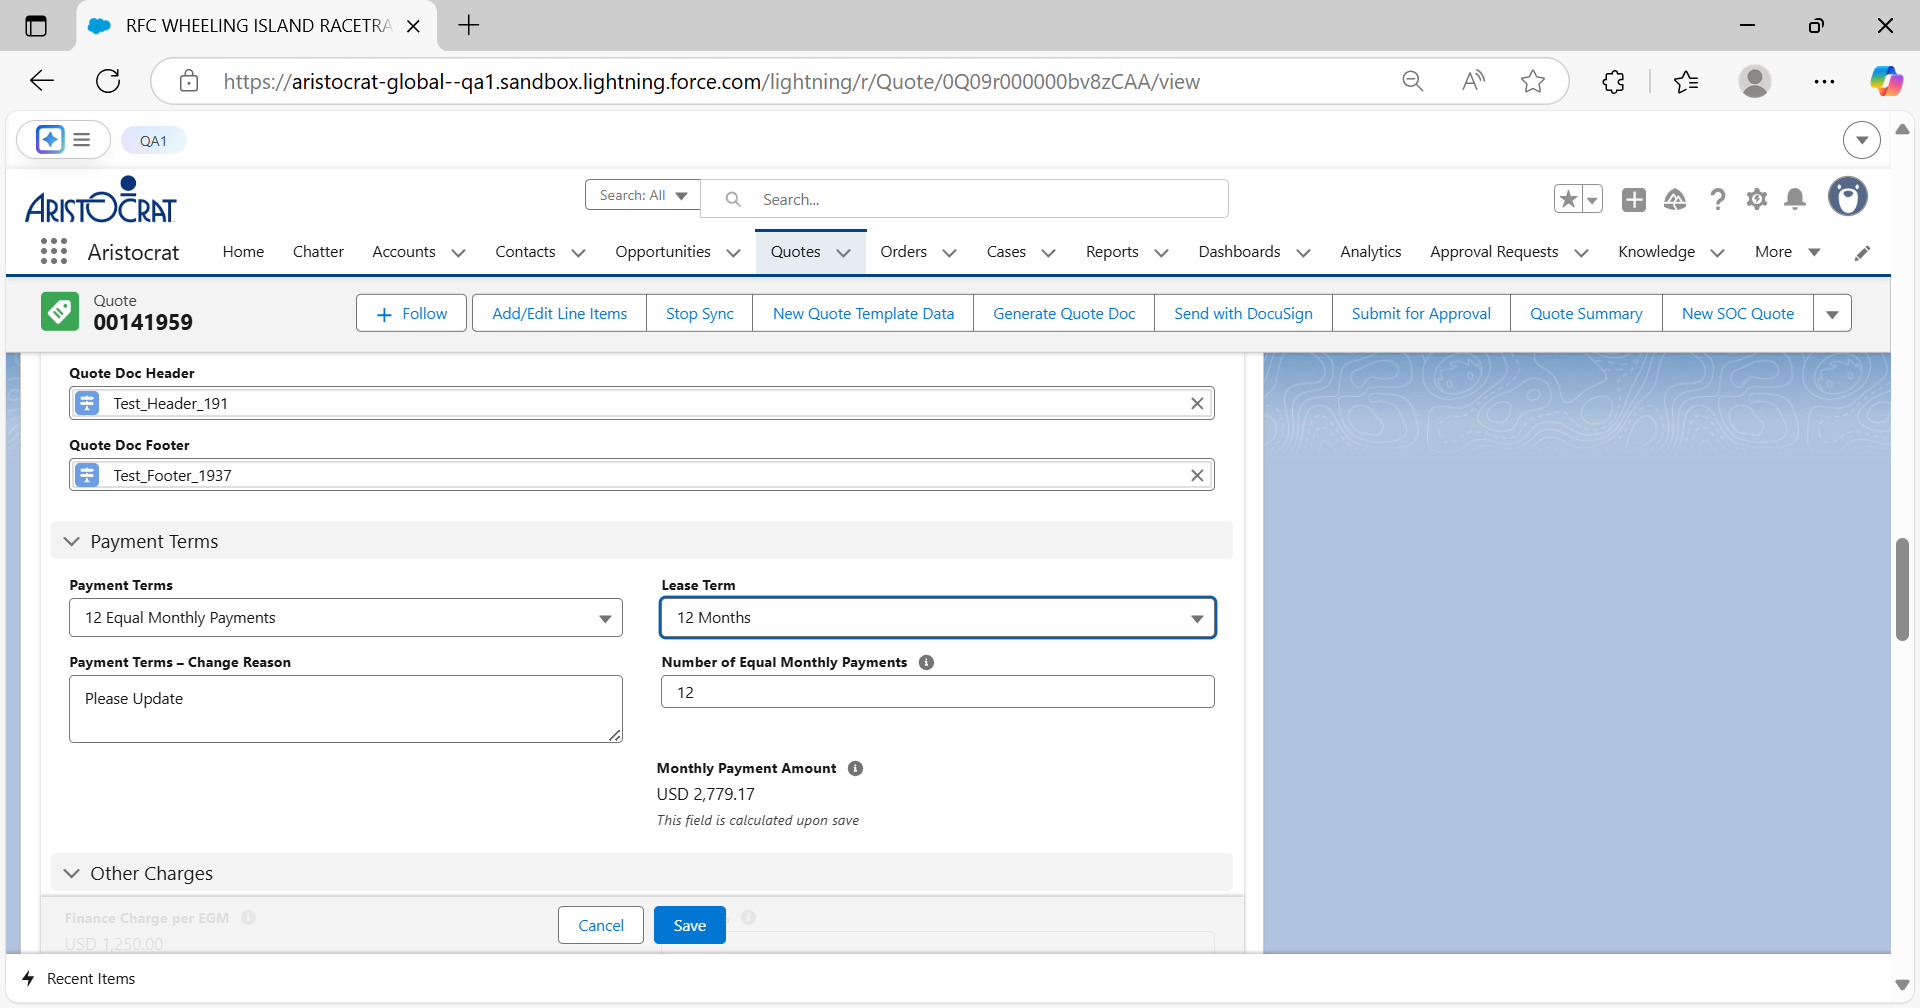 RFC WHEELING ISLAND RACETRA
https://aristocrat-global--qa1.sandbox.lightning.force.com/lightning/r/Quote/0Q09r000000bv8zCAA/view
QA1
ARISTOCRAT
Search: All
Search...
Aristocrat
Home
Chatter
Accounts
Contacts
Opportunities
Quotes
Orders
Cases
Reports
Dashboards
Analytics
Approval Requests
Knowledge
More
Quote
00141959
Follow
Add/Edit Line Items
Stop Sync
New Quote Template Data
Generate Quote Doc
Send with DocuSign
Submit for Approval
Quote Summary
New SOC Quote
Quote Doc Header
Test_Header_191
Quote Doc Footer
Test_Footer_1937
Payment Terms
Payment Terms
12 Equal Monthly Payments
Lease Term
12 Months
Payment Terms – Change Reason
Please Update
Number of Equal Monthly Payments
12
Monthly Payment Amount
USD 2,779.17
This field is calculated upon save
Other Charges
Finance Charge per EGM
USD 1,250.00
Cancel
Save
Recent Items